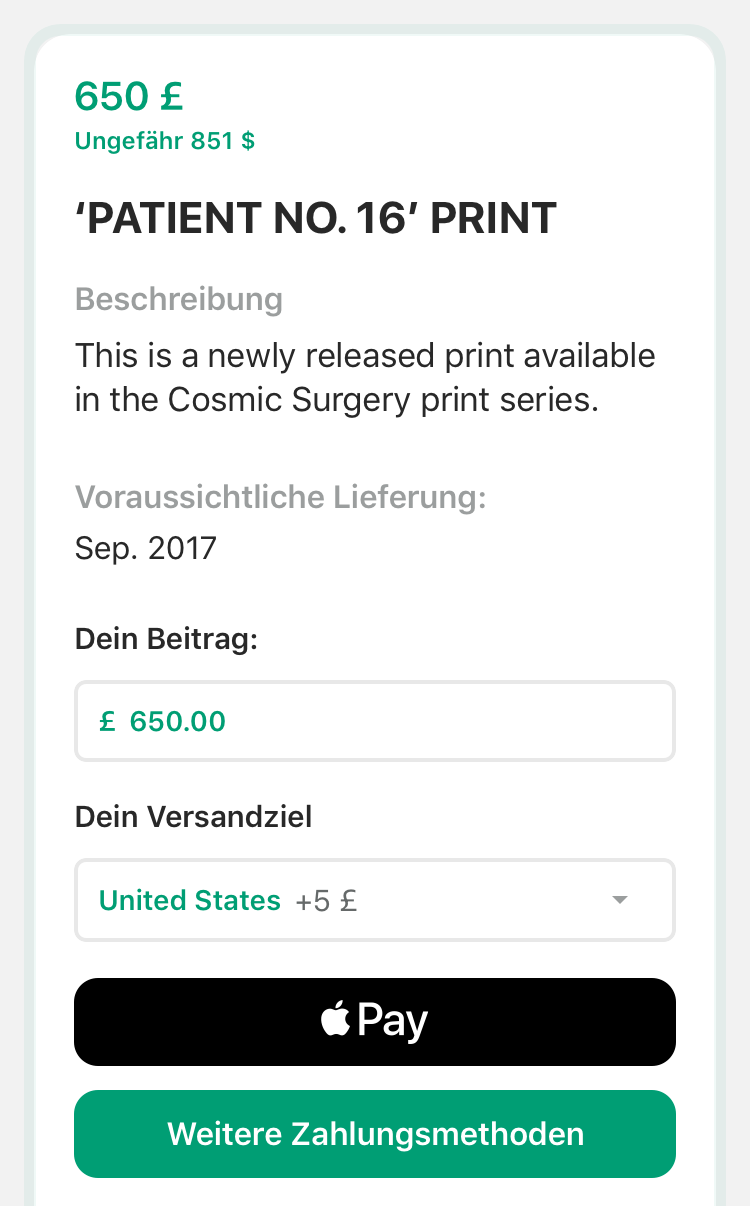 650 £
Ungefähr 851 $
‘PATIENT NO. 16’ PRINT
Beschreibung
This is a newly released print available
in the Cosmic Surgery print series.
Voraussichtliche Lieferung:
Sep. 2017
Dein Beitrag:
£ 650.00
Dein Versandziel
United States +5 £
Pay
Weitere Zahlungsmethoden